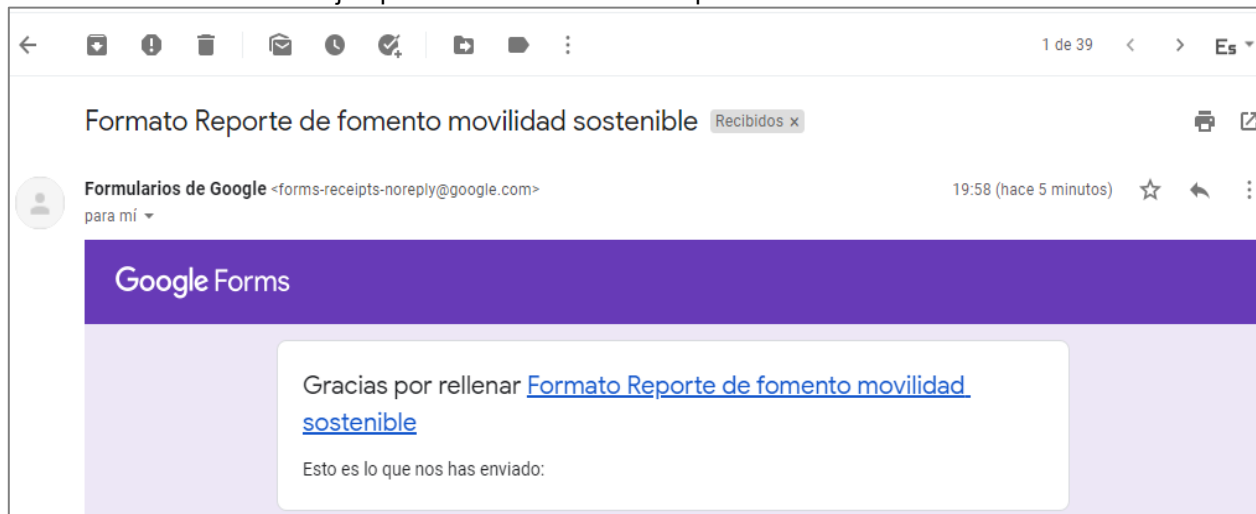 1 de 39
Es
Formato Reporte de fomento movilidad sostenible Recibidos x
Formularios de Google <forms-receipts-noreply@google.com> 19:58 (hace 5 minutos)
para mí
Google Forms
Gracias por rellenar Formato Reporte de fomento movilidad
sostenible
Esto es lo que nos has enviado: